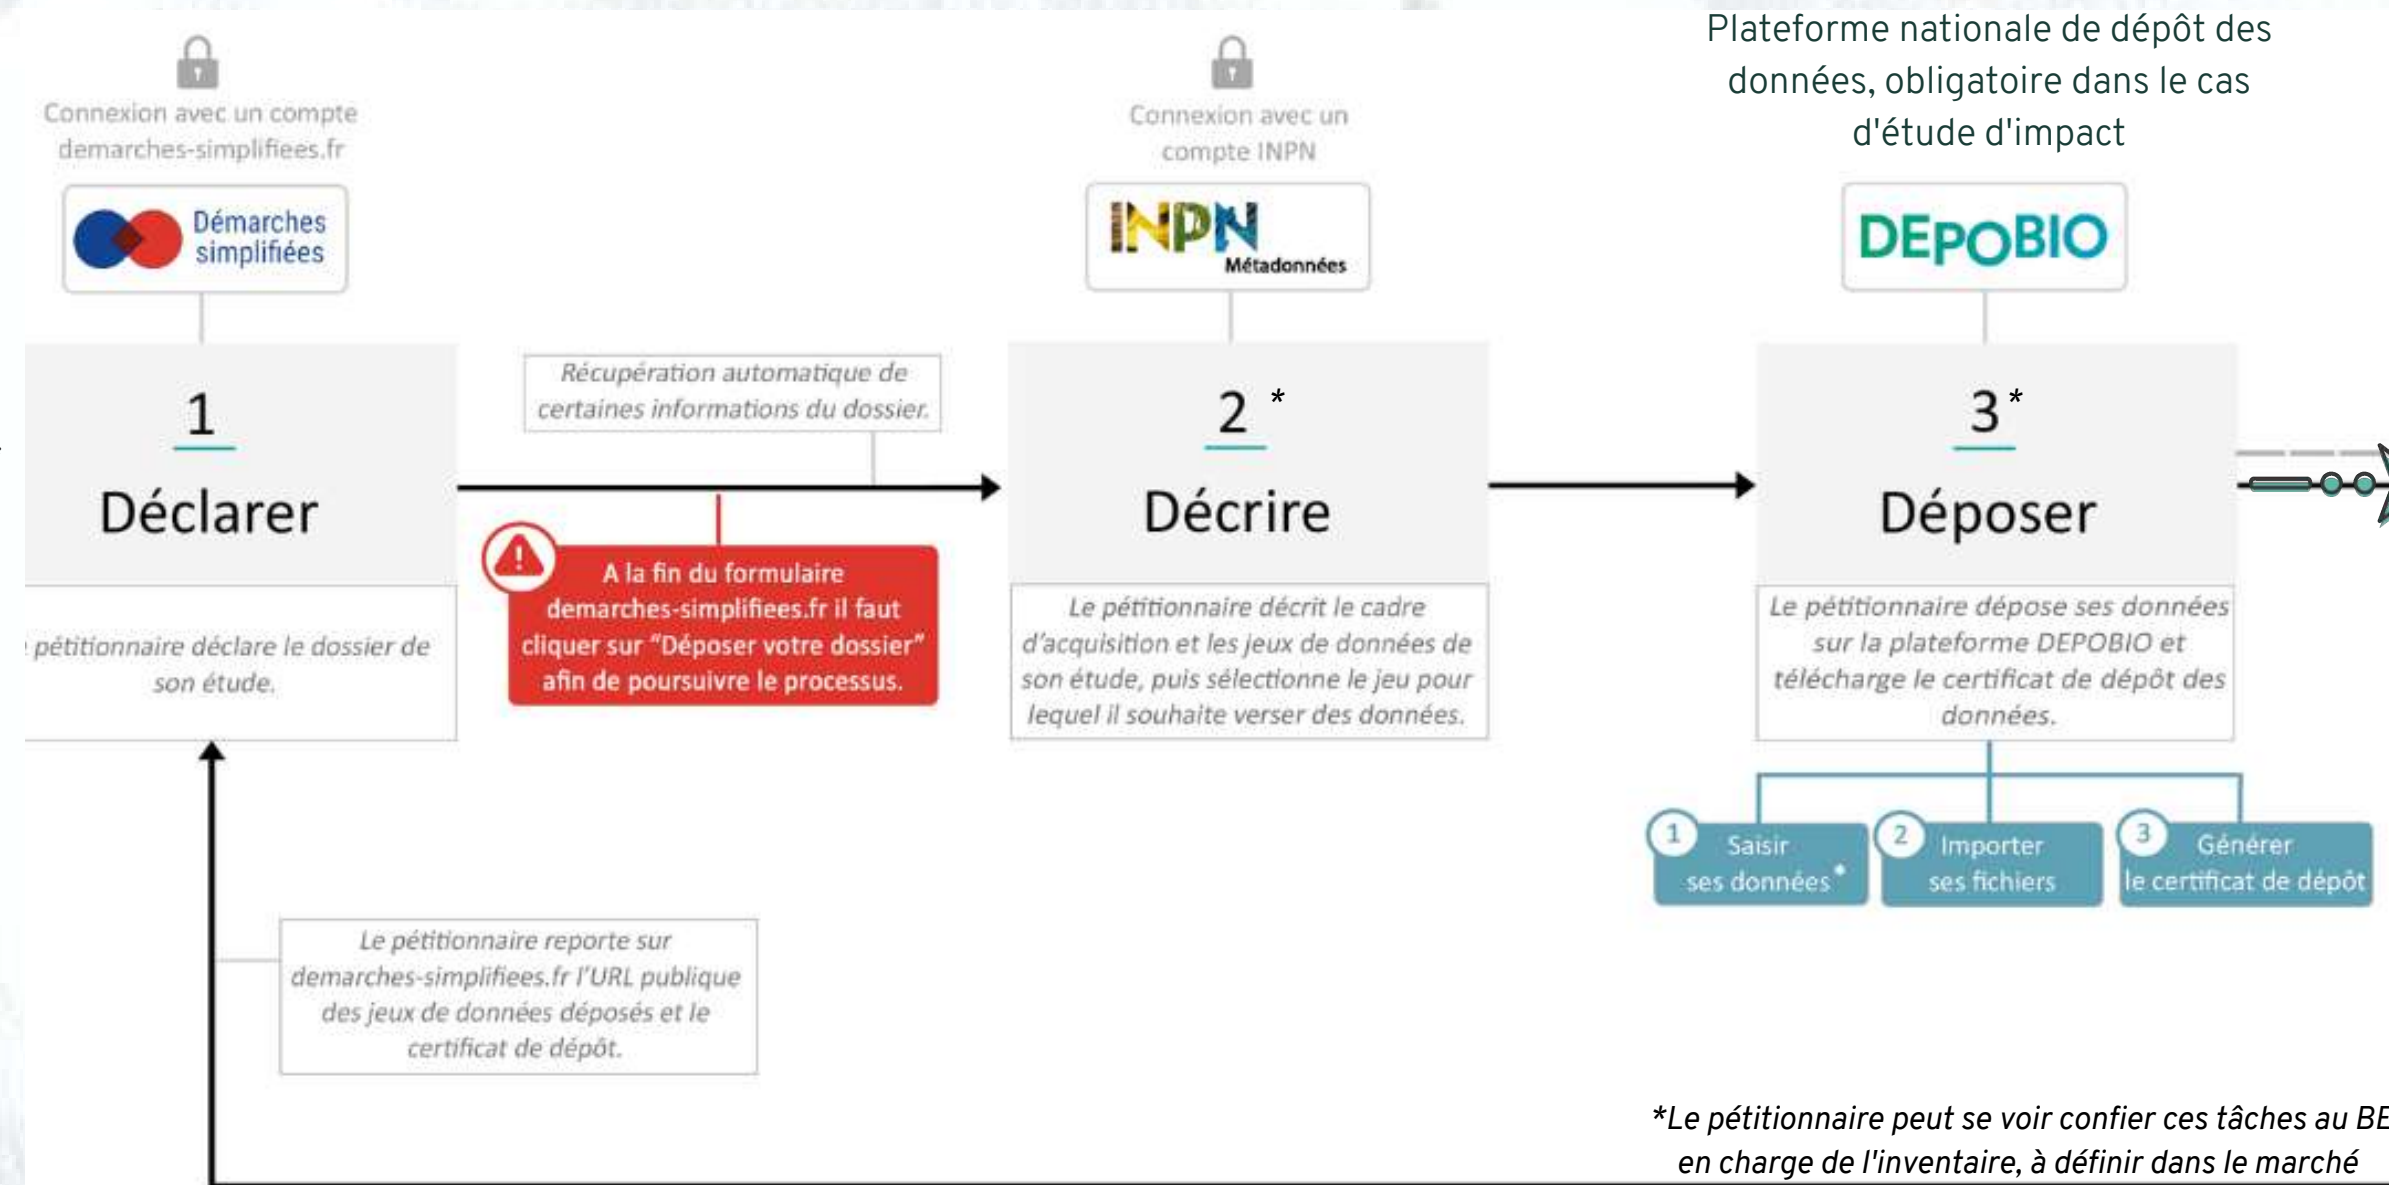 Connexion avec un compte
demarches-simplifiees.fr
Démarches
simplifiées
1
Déclarer
pétitionnaire déclare le dossier de
son étude.
Récupération automatique de
certaines informations du dossier.
A la fin du formulaire
demarches-simplifiees.fr il faut
cliquer sur "Déposer votre dossier"
afin de poursuivre le processus.
Le pétitionnaire reporte sur
demarches-simplifiees.fr l'URL publique
des jeux de données déposés et le
certificat de dépôt.
Connexion avec un
compte INPN
INPN
Métadonnées
2 *
Décrire
Le pétitionnaire décrit le cadre
d'acquisition et les jeux de données de
son étude, puis sélectionne le jeu pour
lequel il souhaite verser des données.
Plateforme nationale de dépôt des
données, obligatoire dans le cas
d'étude d'impact
DEPOBIO
3 *
Déposer
Le pétitionnaire dépose ses données
sur la plateforme DEPOBIO et
télécharge le certificat de dépôt des
données.
1
Saisir
ses données*
2
Importer
ses fichiers
3
Générer
le certificat de dépôt
*Le pétitionnaire peut se voir confier ces tâches au BE
en charge de l'inventaire, à définir dans le marché